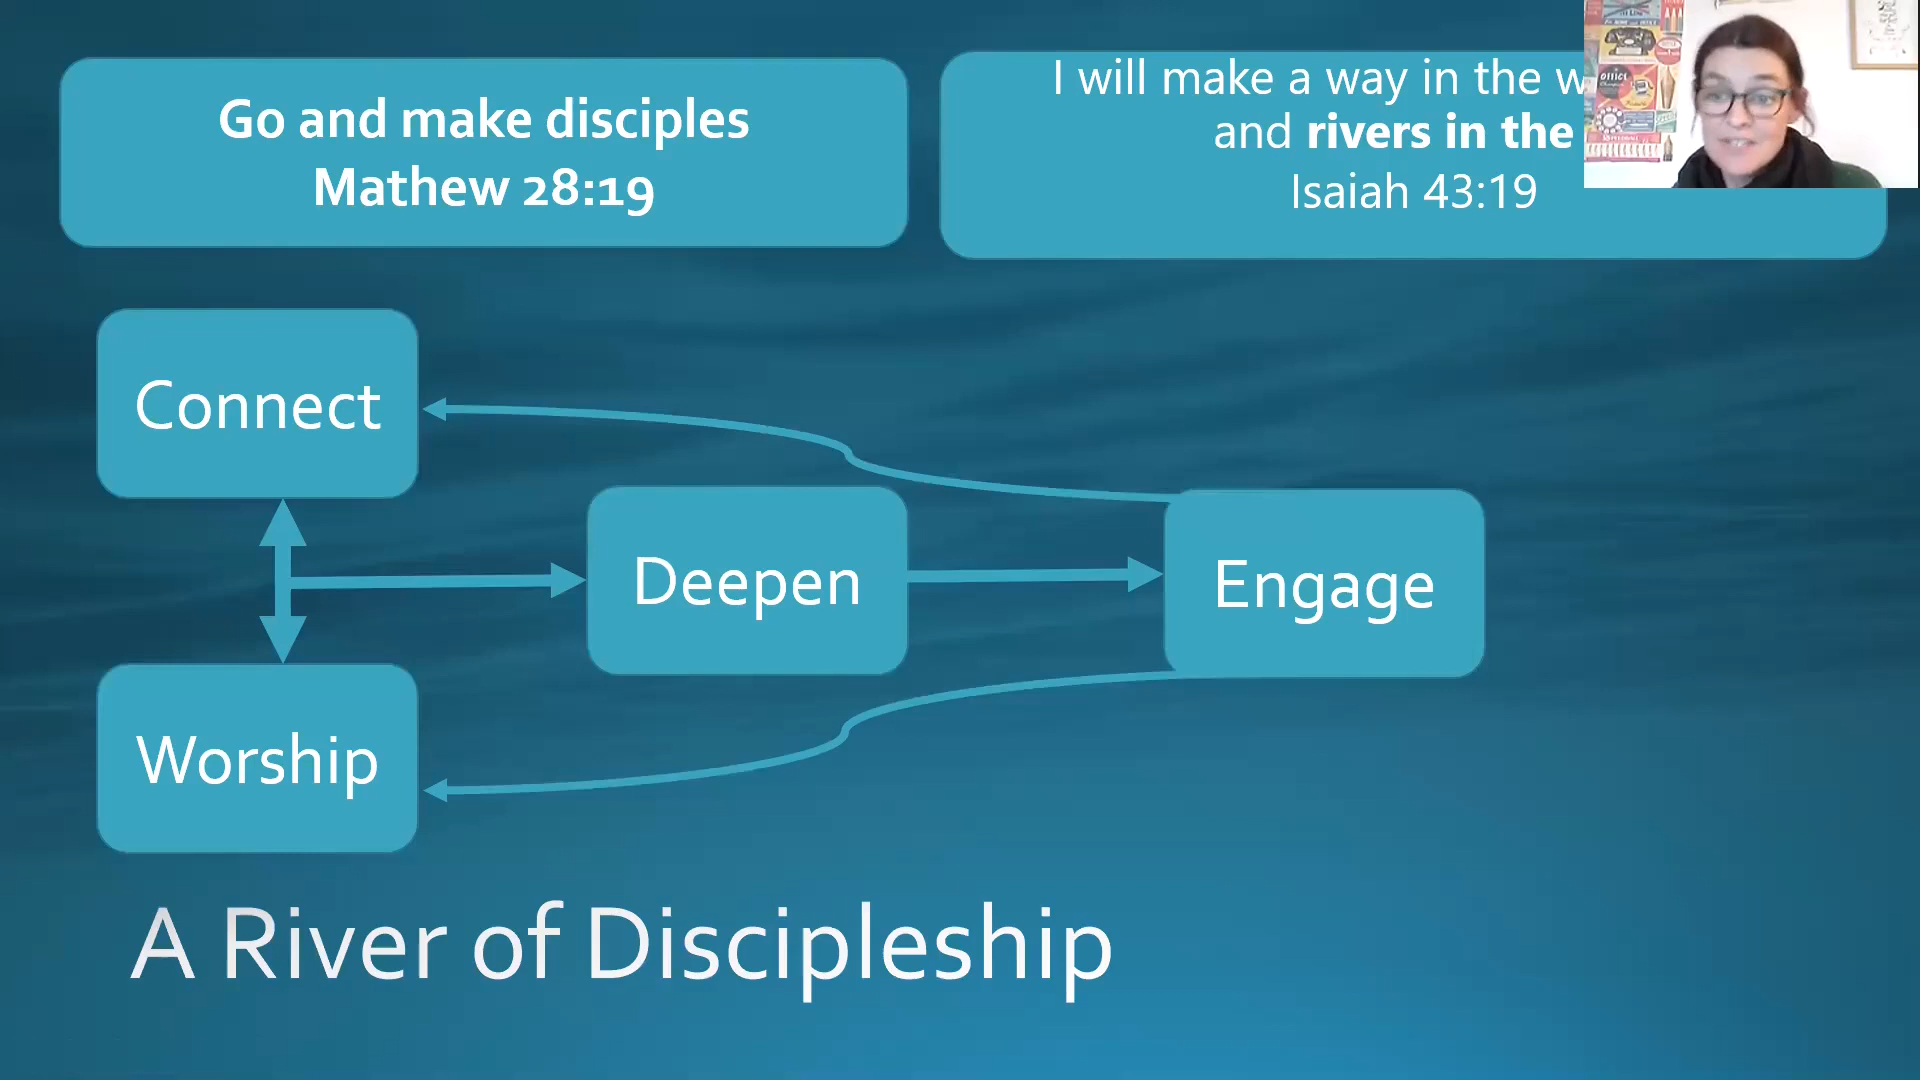 Go and make disciples
Mathew 28:19
I will make a way in the
and rivers in the
Isaiah 43:19
Connect
Deepen
Engage
Worship
A River of Discipleship
OFFICE